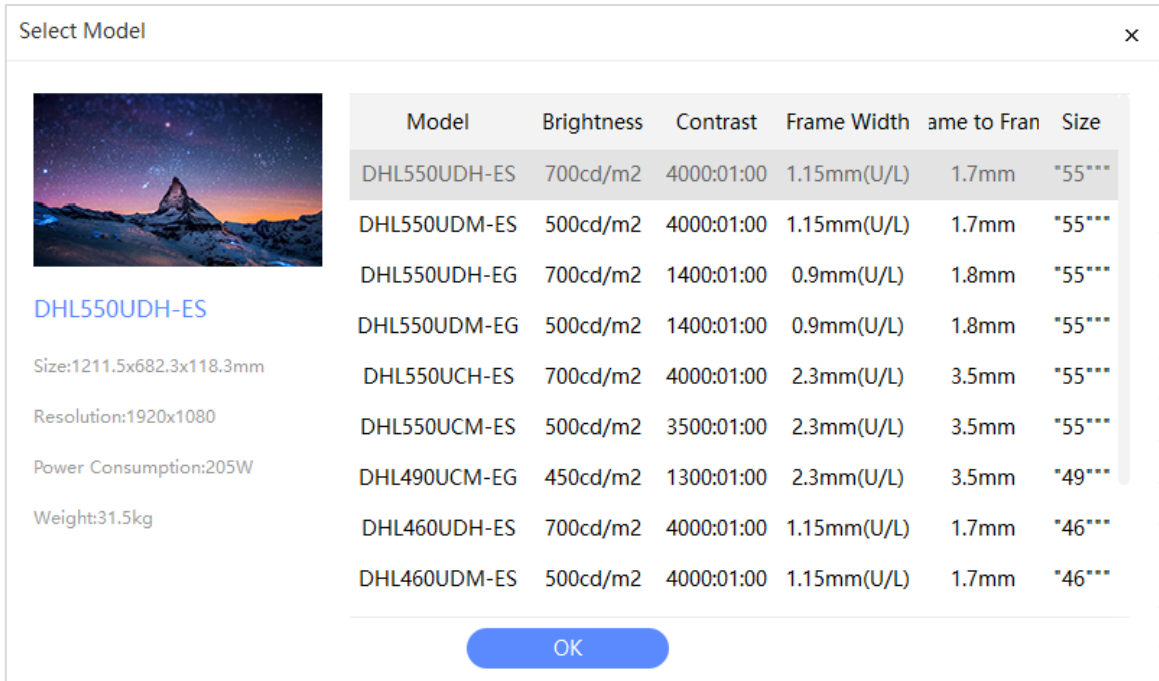 Select Model
×
DHL550UDH-ES
Size:1211.5x682.3x118.3mm
Resolution:1920x1080
Power Consumption:205W
Weight:31.5kg
Model Brightness Contrast Frame Width ame to Fran Size
DHL550UDH-ES 700cd/m2 4000:01:00 1.15mm(U/L) 1.7mm "55"""
DHL550UDM-ES 500cd/m2 4000:01:00 1.15mm(U/L) 1.7mm "55"""
DHL550UDH-EG 700cd/m2 1400:01:00 0.9mm(U/L) 1.8mm "55"""
DHL550UDM-EG 500cd/m2 1400:01:00 0.9mm(U/L) 1.8mm "55"""
DHL550UCH-ES 700cd/m2 4000:01:00 2.3mm(U/L) 3.5mm "55"""
DHL550UCM-ES 500cd/m2 3500:01:00 2.3mm(U/L) 3.5mm "55"""
DHL490UCM-EG 450cd/m2 1300:01:00 2.3mm(U/L) 3.5mm "49"""
DHL460UDH-ES 700cd/m2 4000:01:00 1.15mm(U/L) 1.7mm "46"""
DHL460UDM-ES 500cd/m2 4000:01:00 1.15mm(U/L) 1.7mm "46"""
OK